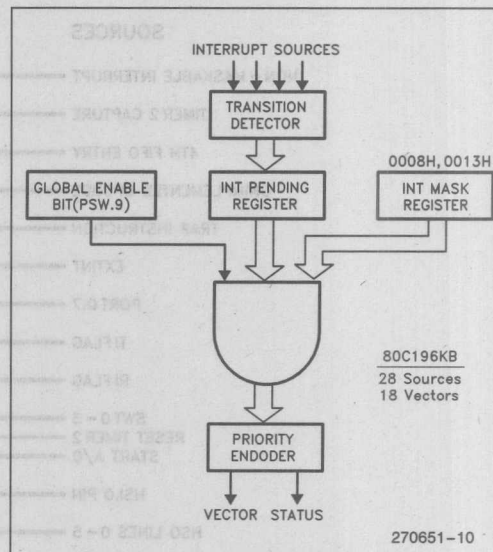 INTERRUPT SOURCES
TRANSITION
DETECTOR
0008H, 0013H
GLOBAL ENABLE
BIT(PSW.9)
INT PENDING
REGISTER
INT MASK
REGISTER
80C196KB
28 Sources
18 Vectors
PRIORITY
ENDODER
VECTOR STATUS
270651-10